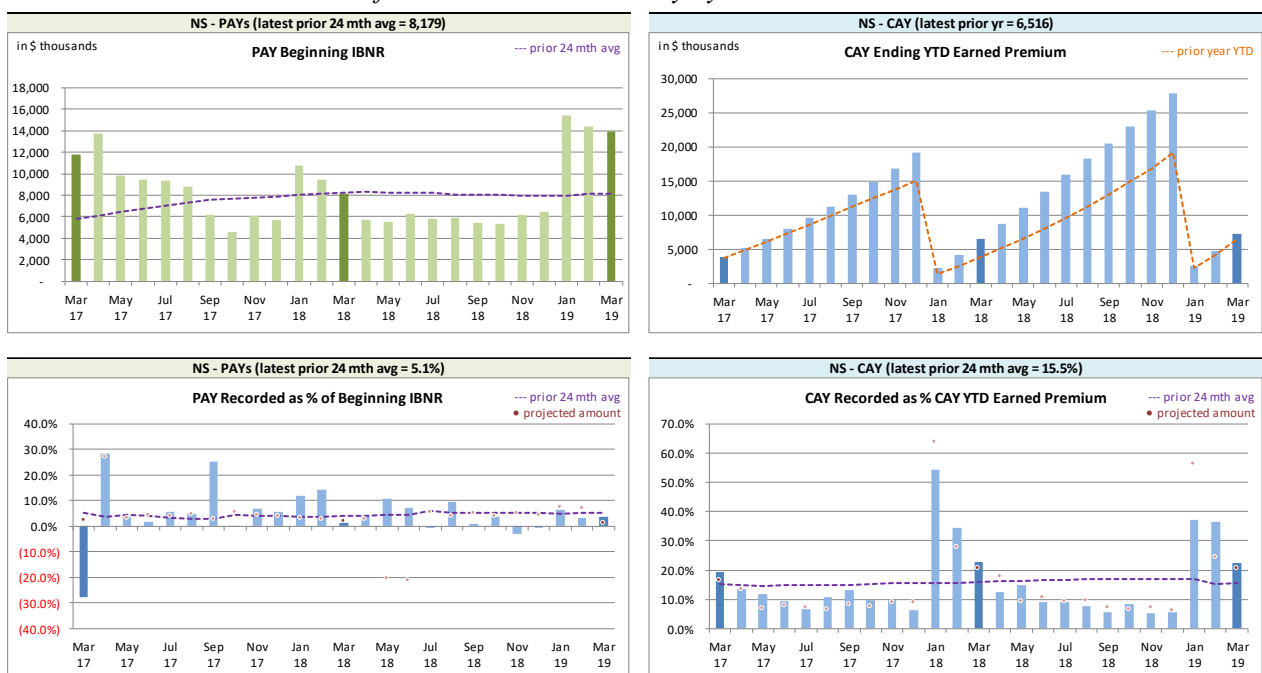 NS - PAYs (latest prior 24 mth avg = 8,179)
in $ thousands
PAY Beginning IBNR
--- prior 24 mth avg
18,000
16,000
14,000
12,000
10,000
8,000
6,000
4,000
2,000
-
Mar May Jul Sep Nov Jan Mar May Jul Sep Nov Jan Mar
17 17 17 17 17 18 18 18 18 18 18 19 19
NS - CAY (latest prior yr = 6,516)
in $ thousands
CAY Ending YTD Earned Premium
--- prior year YTD
30,000
25,000
20,000
15,000
10,000
5,000
-
Mar May Jul Sep Nov Jan Mar May Jul Sep Nov Jan Mar
17 17 17 17 17 18 18 18 18 18 18 19 19
NS - PAYs (latest prior 24 mth avg = 5.1%)
PAY Recorded as % of Beginning IBNR
--- prior 24 mth avg
• projected amount
40.0%
30.0%
20.0%
10.0%
0.0%
(10.0%)
(20.0%)
(30.0%)
(40.0%)
Mar May Jul Sep Nov Jan Mar May Jul Sep Nov Jan Mar
17 17 17 17 17 18 18 18 18 18 18 19 19
NS - CAY (latest prior 24 mth avg = 15.5%)
CAY Recorded as % CAY YTD Earned Premium
--- prior 24 mth avg
• projected amount
70.0%
60.0%
50.0%
40.0%
30.0%
20.0%
10.0%
0.0%
Mar May Jul Sep Nov Jan Mar May Jul Sep Nov Jan Mar
17 17 17 17 17 18 18 18 18 18 18 19 19